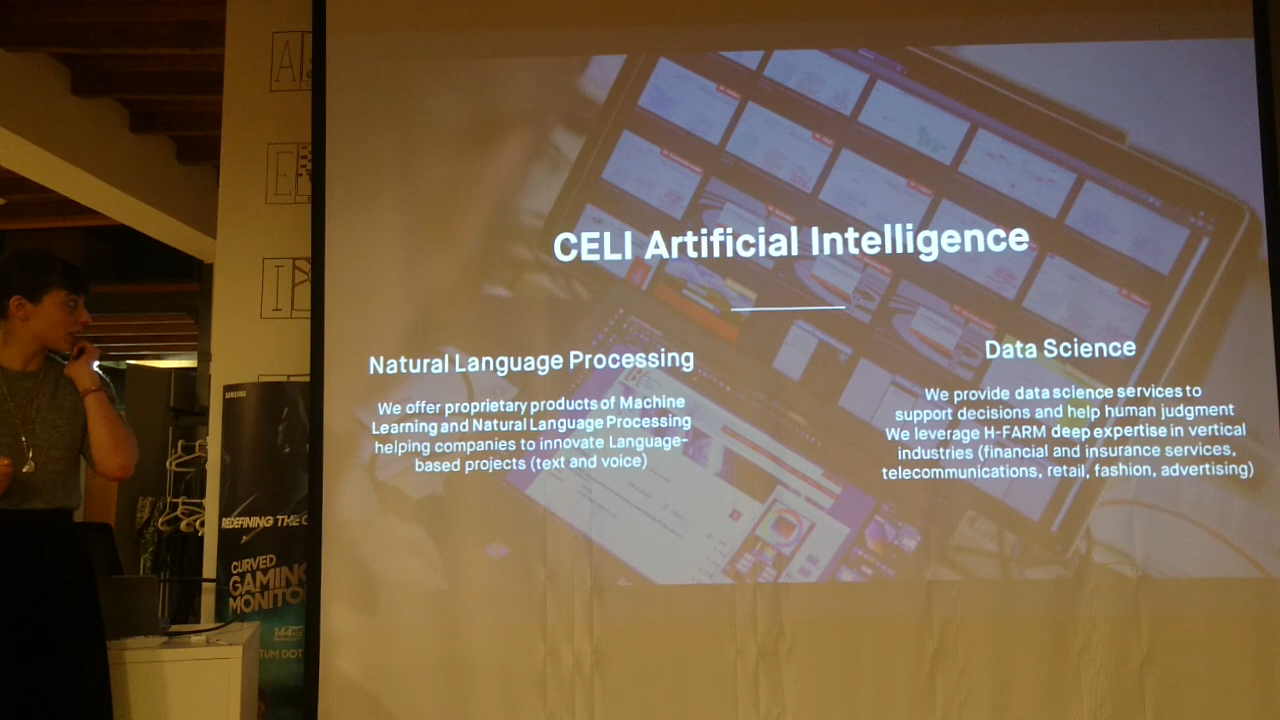 A
E
I
CELI Artificial Intelligence
Natural Language Processing
We offer proprietary products of Machine
Learning and Natural Language Processing
helping companies to innovate Language-
based projects (text and voice)
Data Science
We provide data science services to
support decisions and help human judgment
We leverage H-FARM deep expertise in vertical
industries (financial and insurance services,
telecommunications, retail, fashion, advertising)
SAMSUNG
REDEFINING THE
CURVED
GAMING
144
DOT